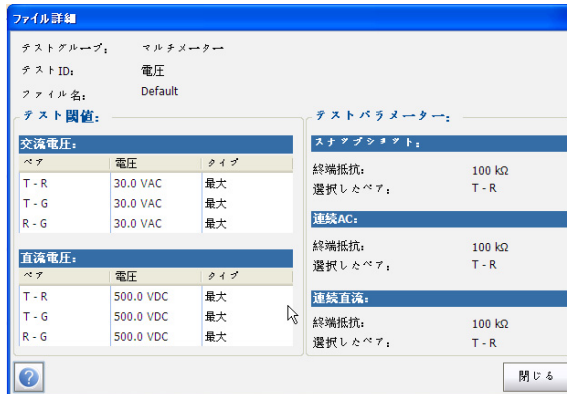 ファイル詳細
テストグループ: マルチメーター
テストID: 電圧
ファイル名: Default
テスト閾値:
交流電圧:
ペア 電圧 タイプ
T - R 30.0 VAC 最大
T - G 30.0 VAC 最大
R - G 30.0 VAC 最大
直流電圧:
ペア 電圧 タイプ
T - R 500.0 VDC 最大
T - G 500.0 VDC 最大
R - G 500.0 VDC 最大
テストパラメーター:
スナップショット:
終端抵抗: 100 kΩ
選択したペア: T - R
連続AC:
終端抵抗: 100 kΩ
選択したペア: T - R
連続直流:
終端抵抗: 100 kΩ
選択したペア: T - R
?
閉じる